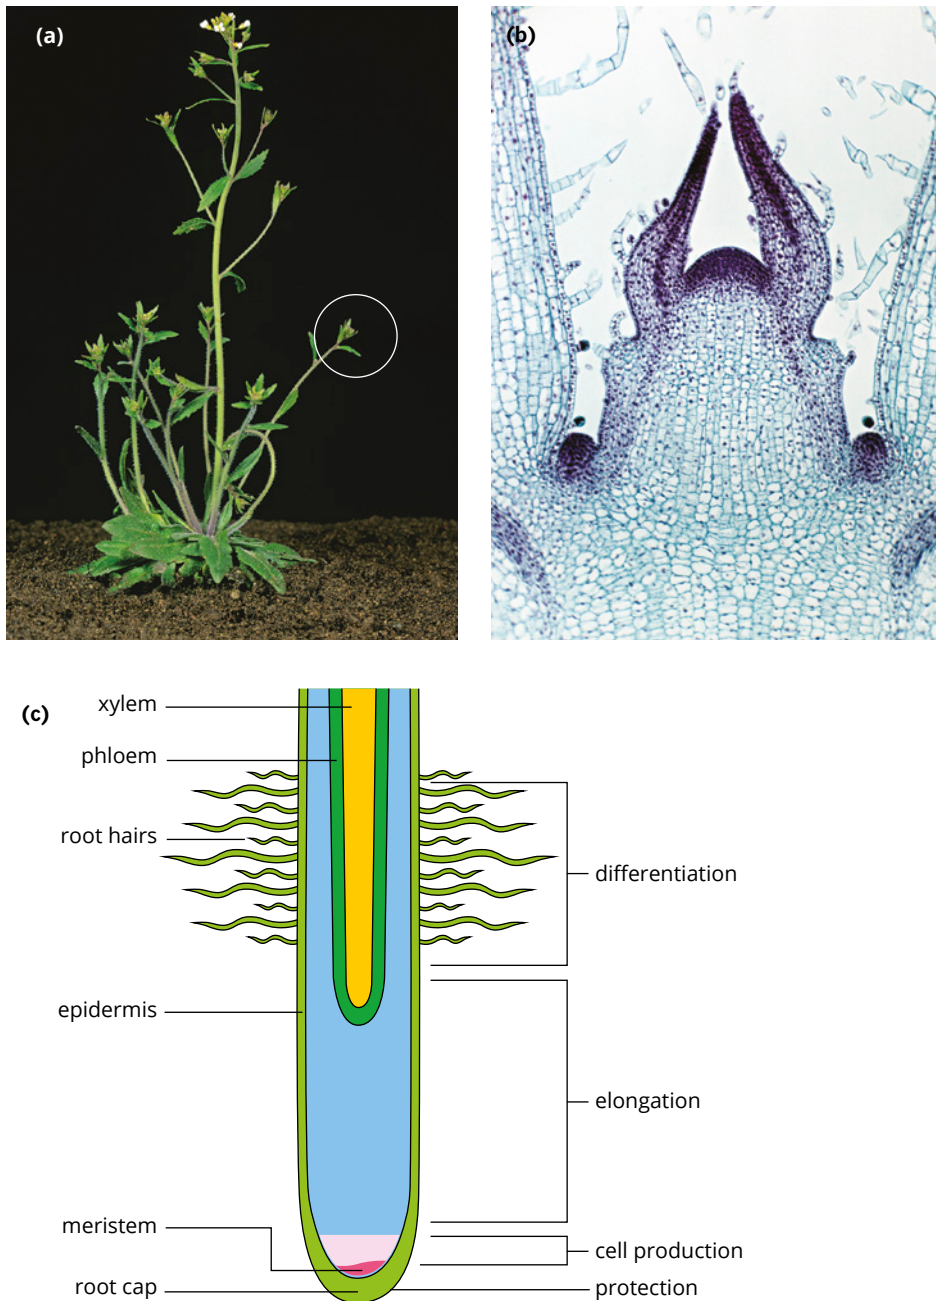 (a)
(b)
(c)
xylem
phloem
root hairs
differentiation
epidermis
elongation
meristem
cell production
root cap
protection